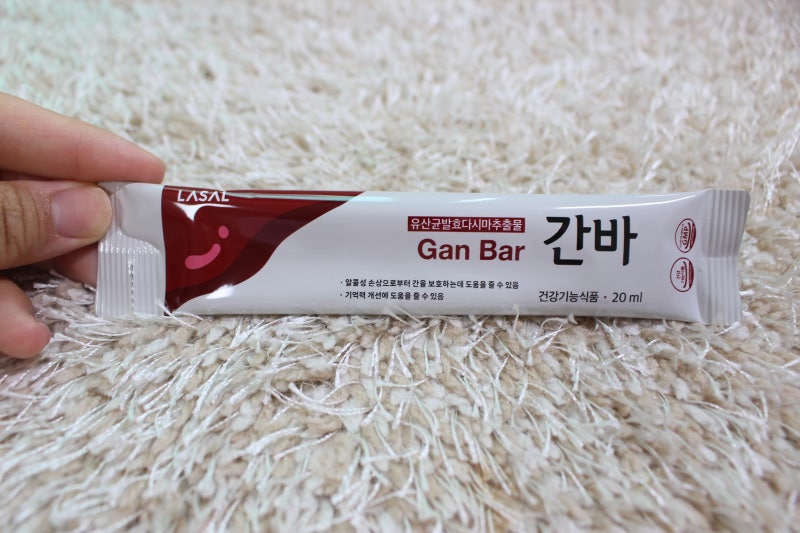 LASAL
유산균발효다시마추출물
Gan Bar
간바
· 알콜성 손상으로부터 간을 보호하는데 도움을 줄 수 있음
· 기억력 개선에 도움을 줄 수 있음
건강기능식품 · 20 ml